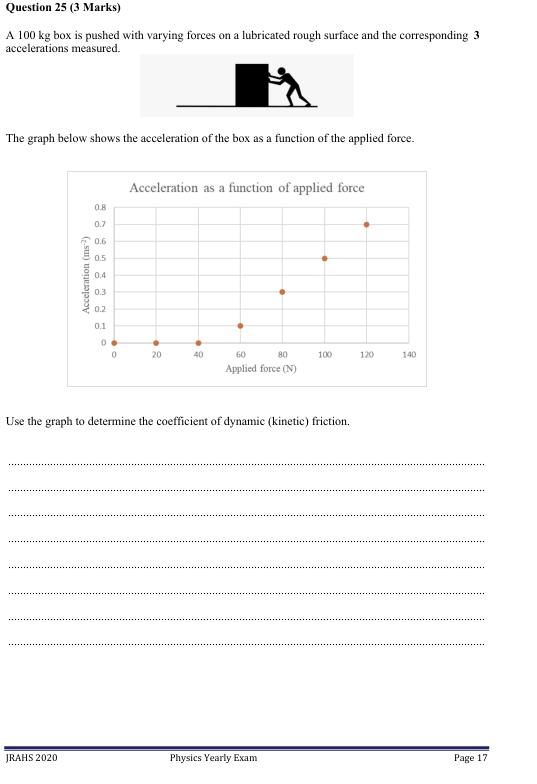 Question 25 (3 Marks)
A 100 kg box is pushed with varying forces on a lubricated rough surface and the corresponding 3
accelerations measured.
The graph below shows the acceleration of the box as a function of the applied force.
Acceleration as a function of applied force
0.8
0.7
0.6
0.5
0.4
0.3
0.2
0.1
0
Acceleration (ms⁻²)
0 20 40 60 80 100 120 140
Applied force (N)
Use the graph to determine the coefficient of dynamic (kinetic) friction.
JRAHS 2020 Physics Yearly Exam Page 17